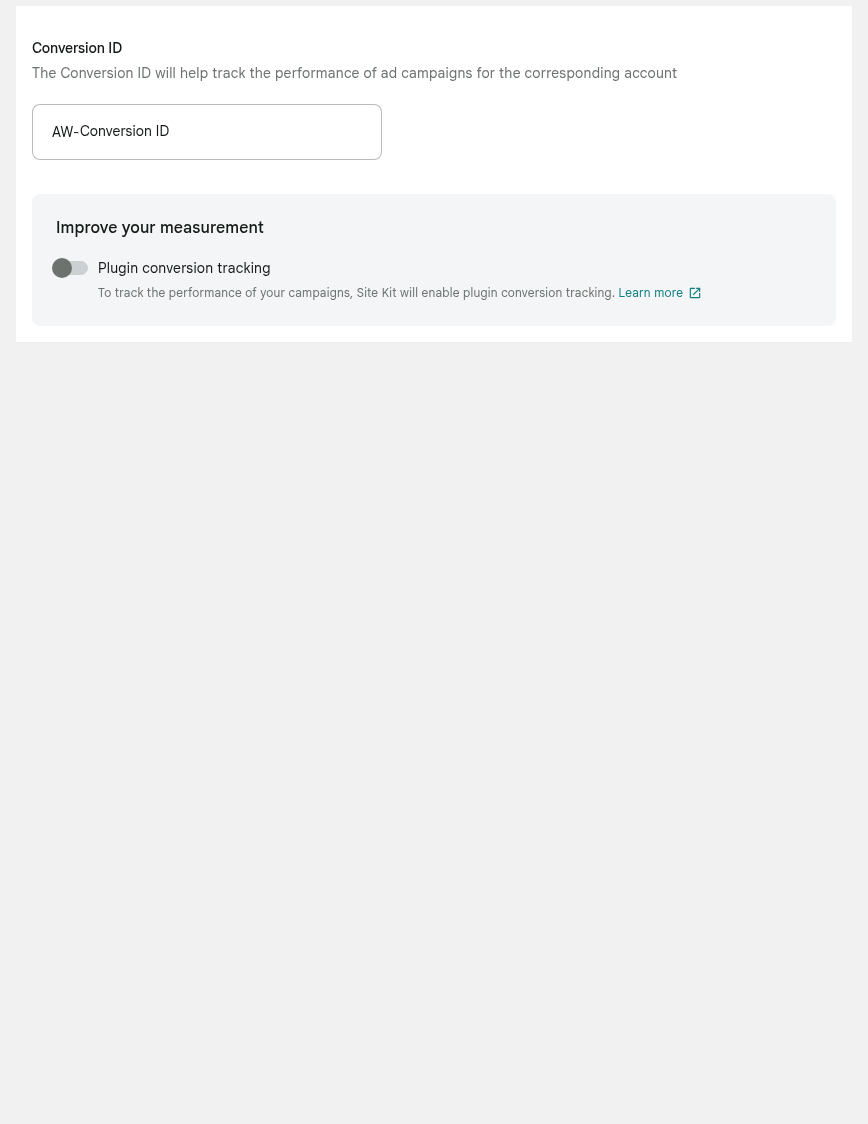 Conversion ID
The Conversion ID will help track the performance of ad campaigns for the corresponding account
AW-Conversion ID
Improve your measurement
Plugin conversion tracking
To track the performance of your campaigns, Site Kit will enable plugin conversion tracking. Learn more